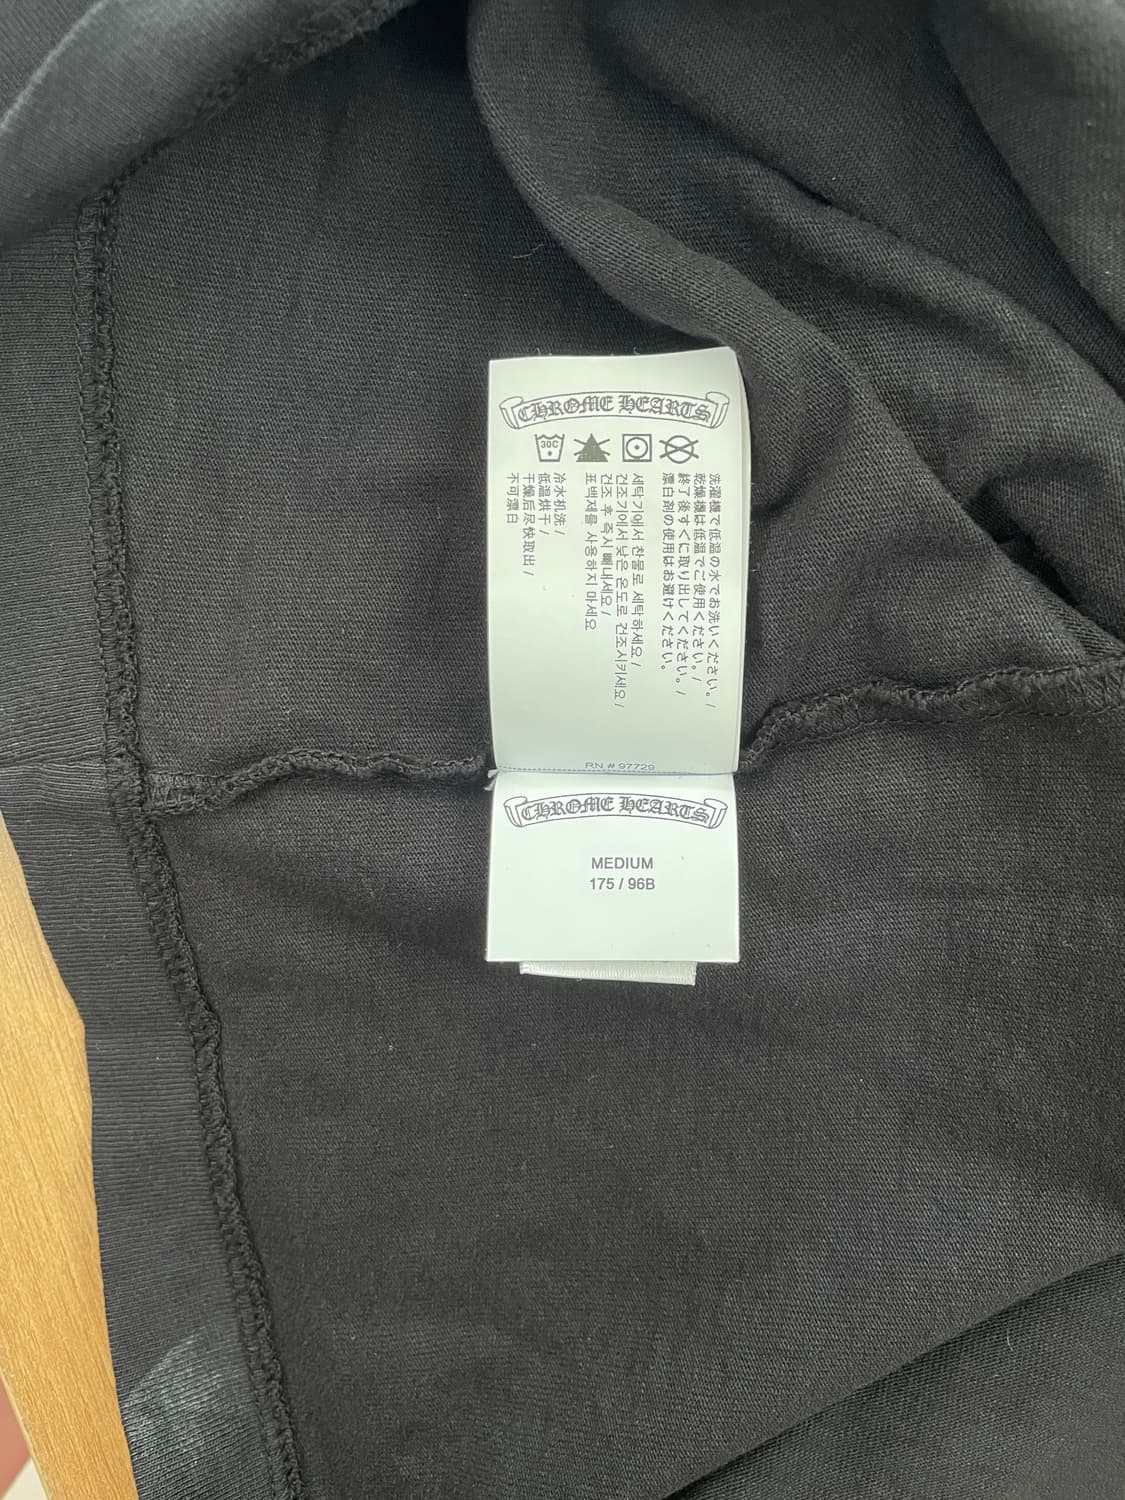 CHROME HEARTS
30C
洗濯機で低温の水でお洗いください。/
乾燥機は低温でご使用ください。/
終了後すぐに取り出してください。/
漂白剤の使用はお避けください。
세탁기에서 찬물로 세탁하세요 /
건조기에서 낮은 온도로 건조시키세요 /
건조 후 즉시 빼내세요 /
표백제를 사용하지 마세요
冷水机洗 /
低温烘干 /
干燥后尽快取出 /
不可漂白
RN # 97729
CHROME HEARTS
MEDIUM
175 / 96B